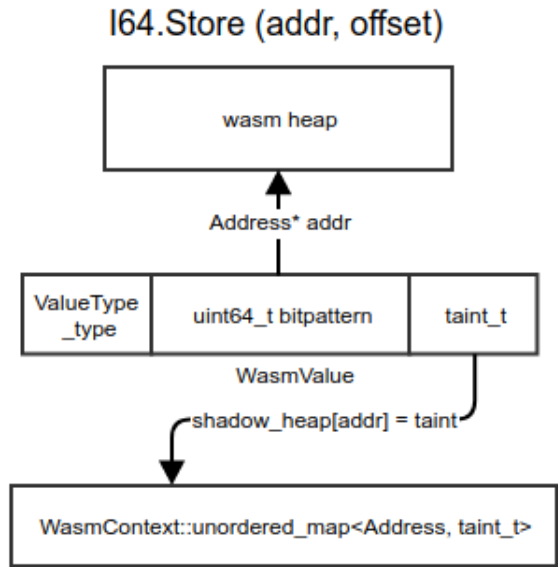 I64.Store (addr, offset)
wasm heap
Address* addr
ValueType
_type
uint64_t bitpattern
taint_t
WasmValue
shadow_heap[addr] = taint
WasmContext::unordered_map<Address, taint_t>